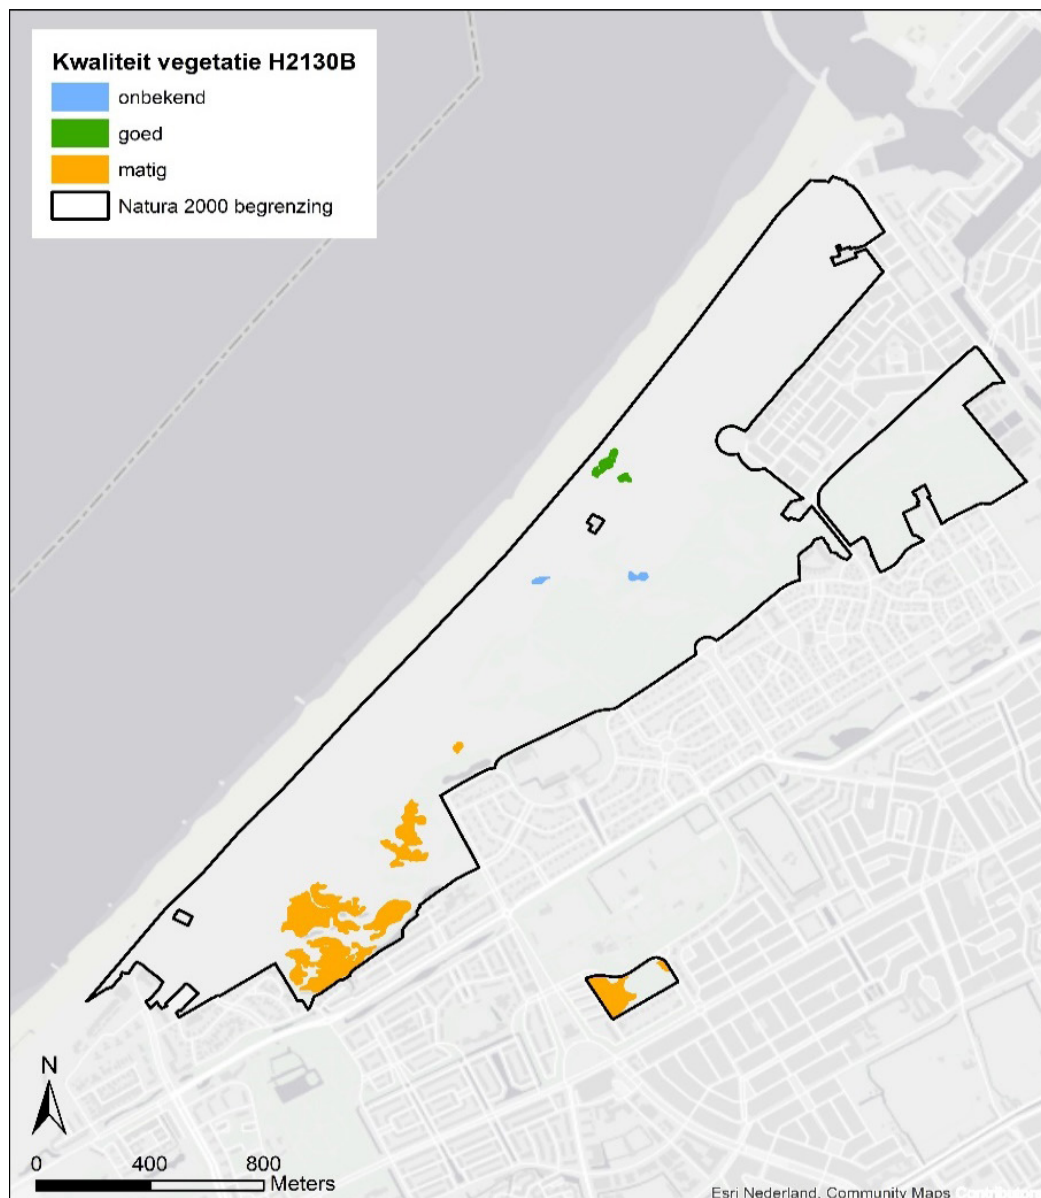 Kwaliteit vegetatie H2130B
onbekend
goed
matig
Natura 2000 begrenzing
N
0 400 800
Meters
Esri Nederland, Community Maps